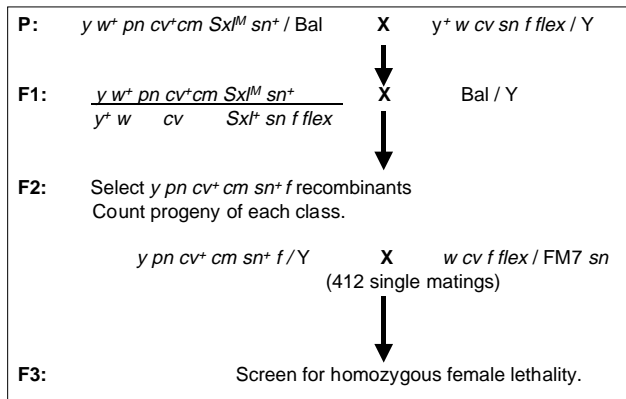 P: y w⁺ pn cv⁺cm Sxlᴹ sn⁺ / Bal X y⁺ w cv sn f flex / Y
F1: y w⁺ pn cv⁺cm Sxlᴹ sn⁺ X Bal / Y
y⁺ w cv Sxl⁺ sn f flex
F2: Select y pn cv⁺ cm sn⁺ f recombinants
Count progeny of each class.
y pn cv⁺ cm sn⁺ f / Y X w cv f flex / FM7 sn
(412 single matings)
F3: Screen for homozygous female lethality.